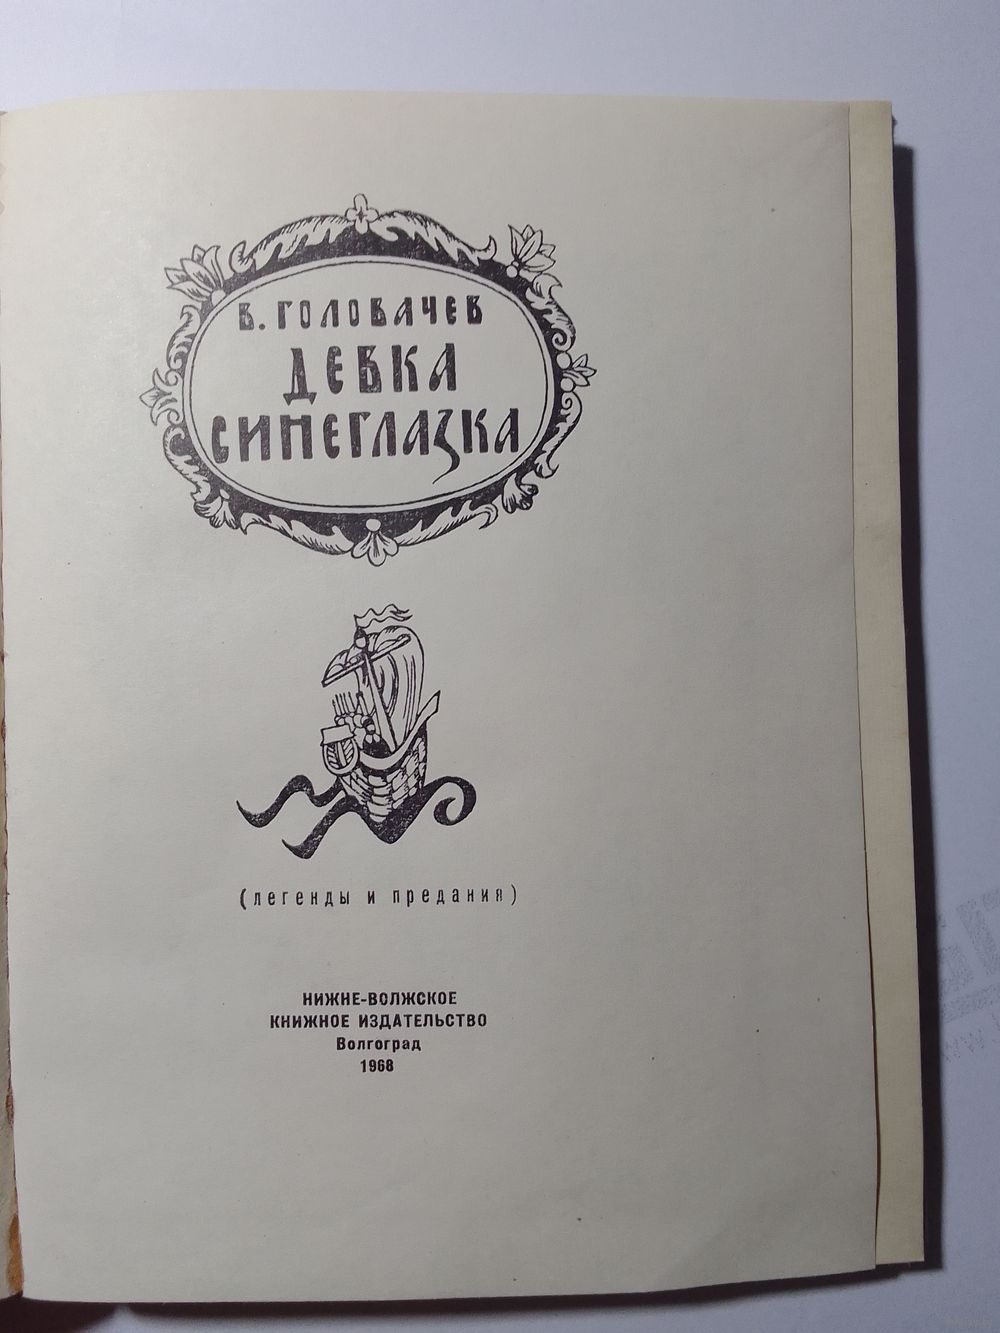 В. ГОЛОВАЧЕВ
ДЕВКА
СИНЕГЛАЗКА
(легенды и предания)
НИЖНЕ-ВОЛЖСКОЕ
КНИЖНОЕ ИЗДАТЕЛЬСТВО
Волгоград
1968